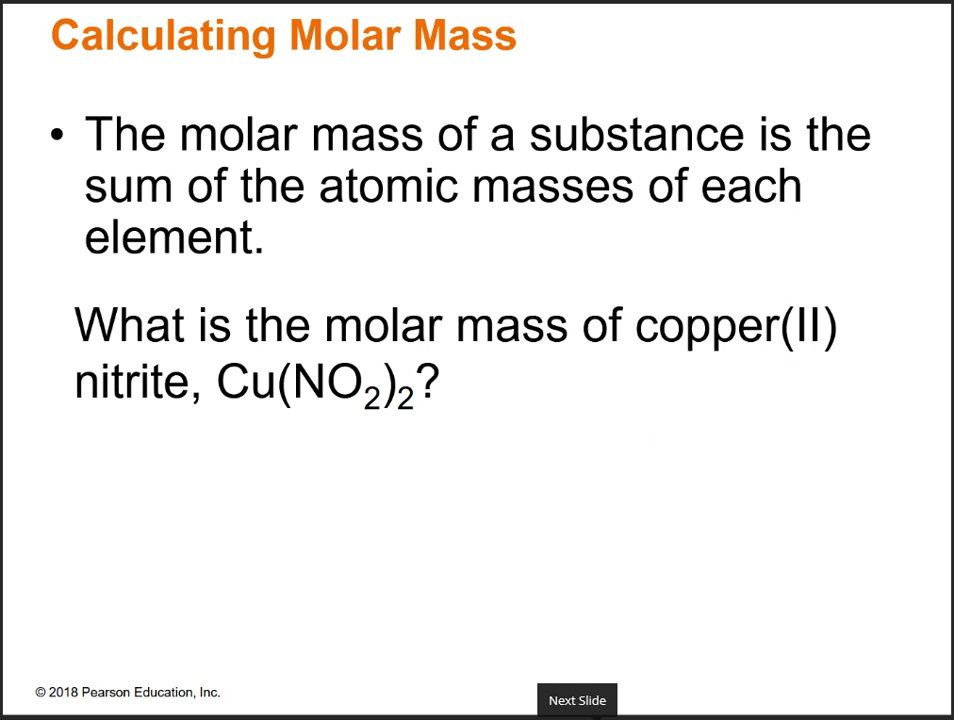 Calculating Molar Mass
• The molar mass of a substance is the
sum of the atomic masses of each
element.
What is the molar mass of copper(II)
nitrite, Cu(NO₂)₂?
© 2018 Pearson Education, Inc.
Next Slide